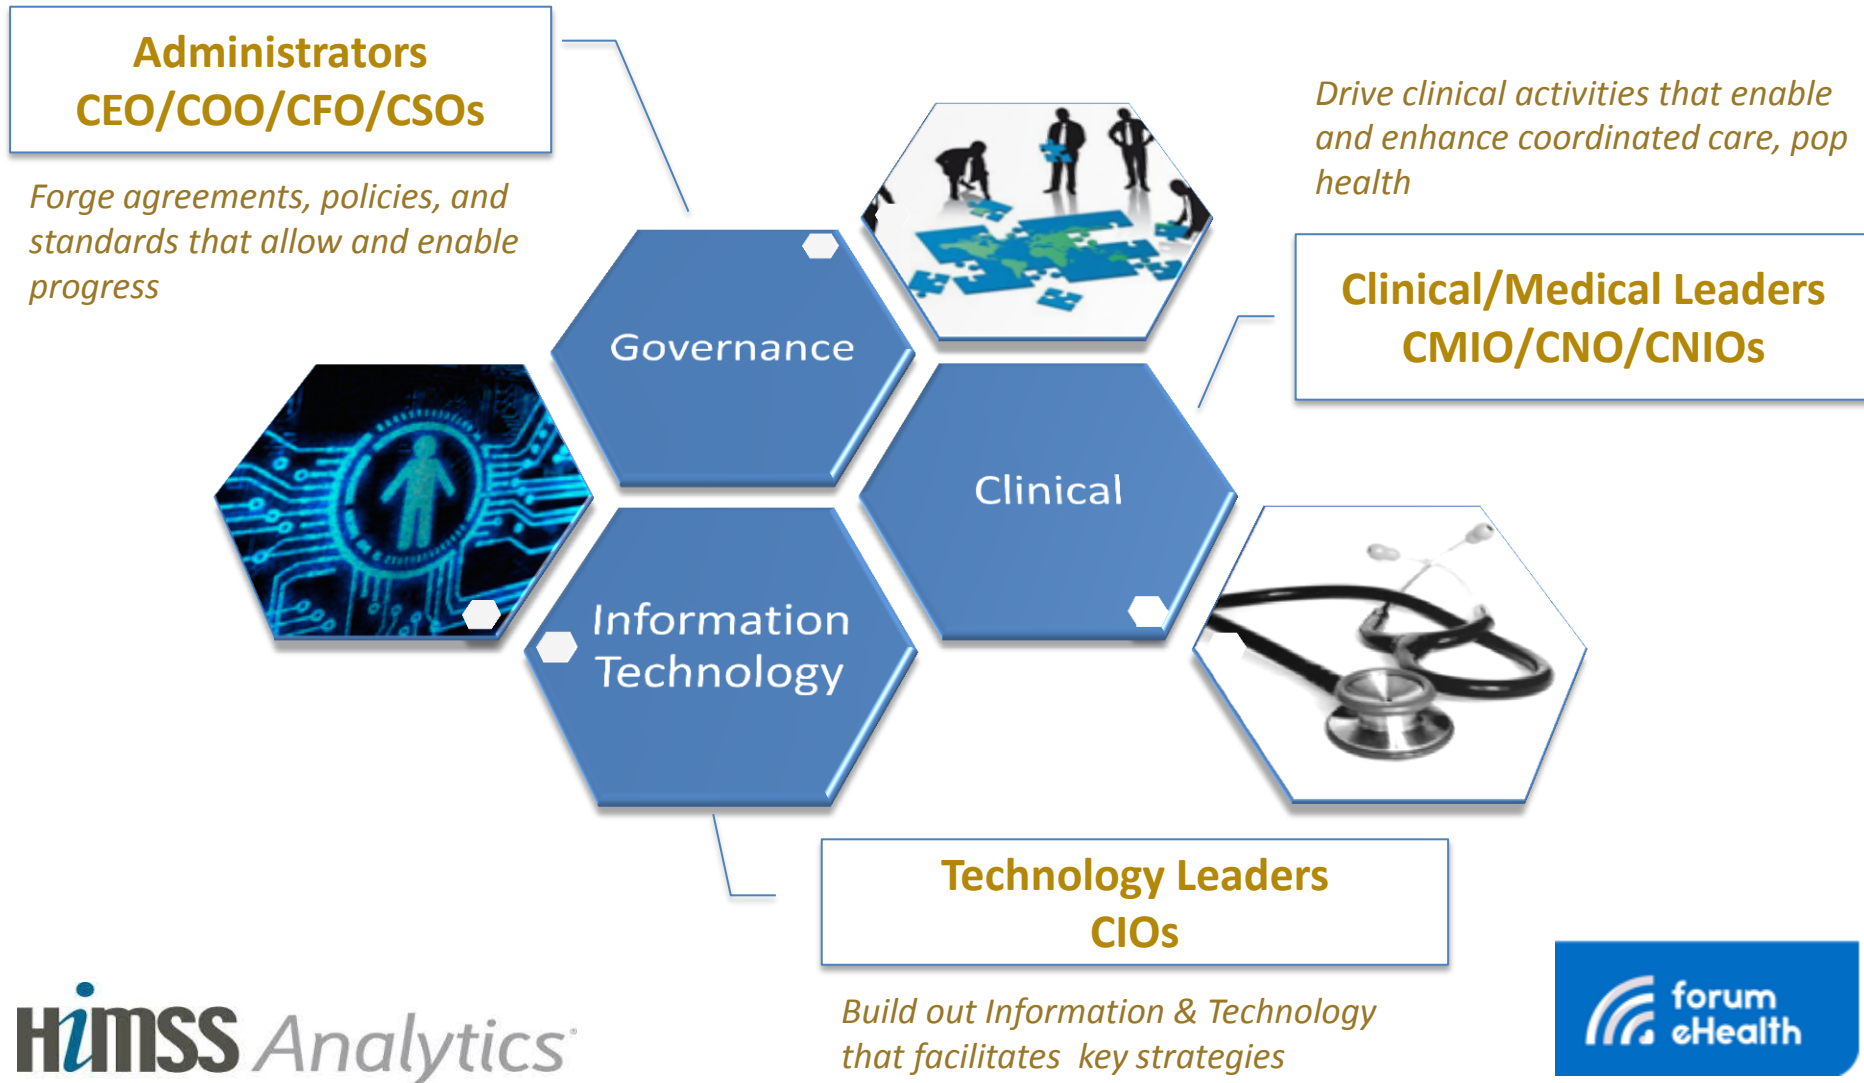 Administrators
CEO/COO/CFO/CSOs
Forge agreements, policies, and
standards that allow and enable
progress
Drive clinical activities that enable
and enhance coordinated care, pop
health
Clinical/Medical Leaders
CMIO/CNO/CNIOs
Governance
Clinical
Information
Technology
Technology Leaders
CIOs
Build out Information & Technology
that facilitates  key strategies
HiMSS Analytics
forum
eHealth